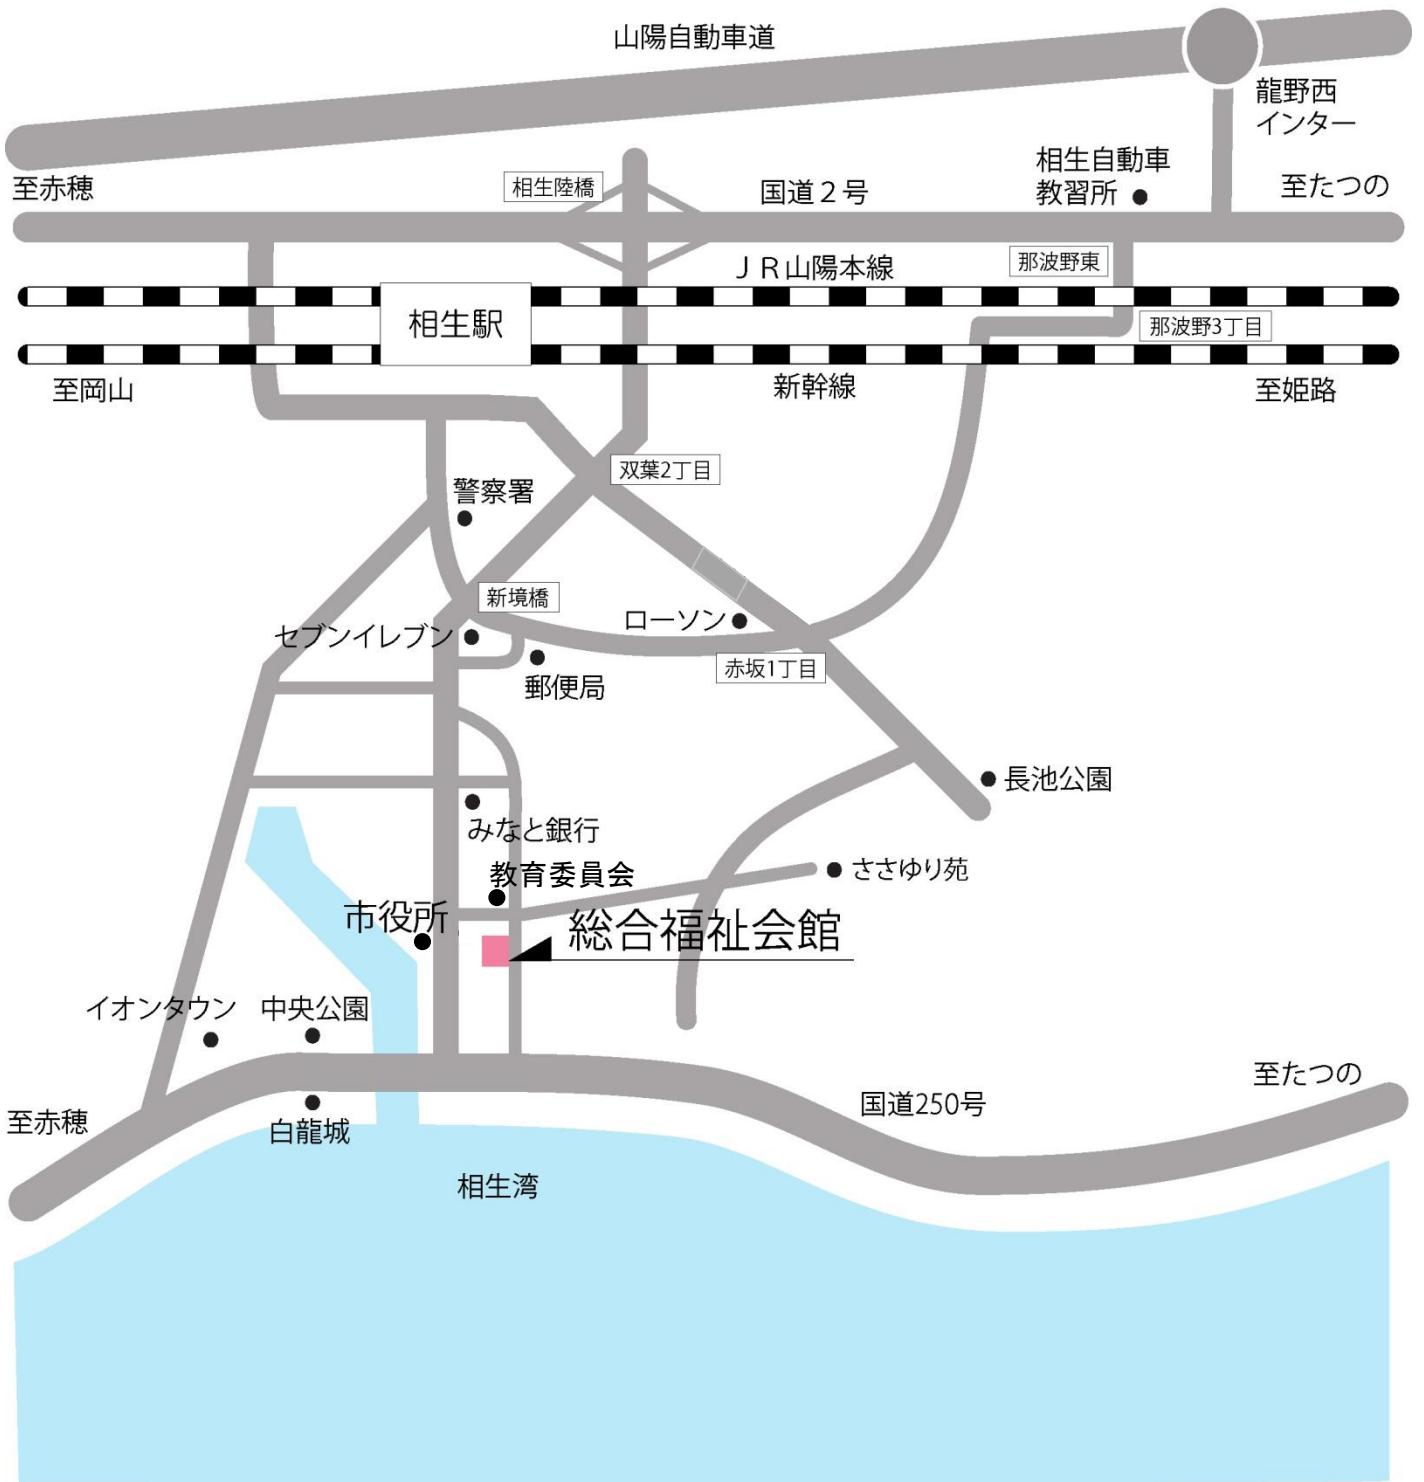 山陽自動車道
龍野西
インター
至赤穂
相生陸橋
国道２号
相生自動車
教習所
至たつの
ＪＲ山陽本線
那波野東
相生駅
那波野3丁目
至岡山
新幹線
至姫路
双葉2丁目
警察署
新境橋
セブンイレブン
ローソン
郵便局
赤坂1丁目
長池公園
みなと銀行
教育委員会
ささゆり苑
市役所
総合福祉会館
イオンタウン
中央公園
至赤穂
白龍城
国道250号
至たつの
相生湾